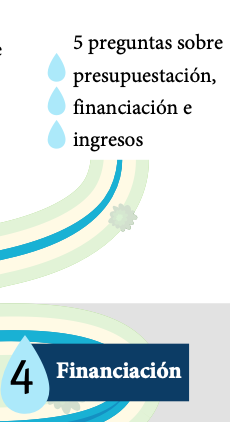 e
5 preguntas sobre
presupuestación,
financiación e
ingresos
4
Financiación